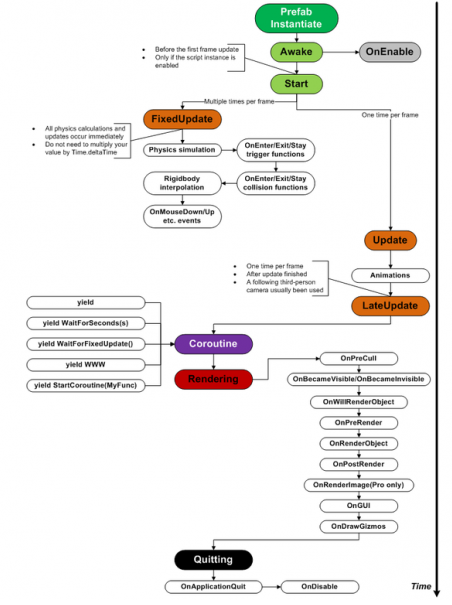 Prefab
Instantiate
Before the first frame update
Only if the script instance is
enabled
Awake
OnEnable
Start
Multiple times per frame
One time per frame
FixedUpdate
All physics calculations and
updates occur immediately
Do not need to multiply your
value by Time.deltaTime
Physics simulation
OnEnter/Exit/Stay
trigger functions
Rigidbody
interpolation
OnEnter/Exit/Stay
collision functions
OnMouseDown/Up
etc. events
Update
One time per frame
After update finished
A following third-person
camera usually been used
Animations
LateUpdate
yield
yield WaitForSeconds(s)
yield WaitForFixedUpdate()
yield WWW
yield StartCoroutine(MyFunc)
Coroutine
Rendering
OnPreCull
OnBecameVisible/OnBecameInvisible
OnWillRenderObject
OnPreRender
OnRenderObject
OnPostRender
OnRenderImage(Pro only)
OnGUI
OnDrawGizmos
Quitting
OnApplicationQuit
OnDisable
Time